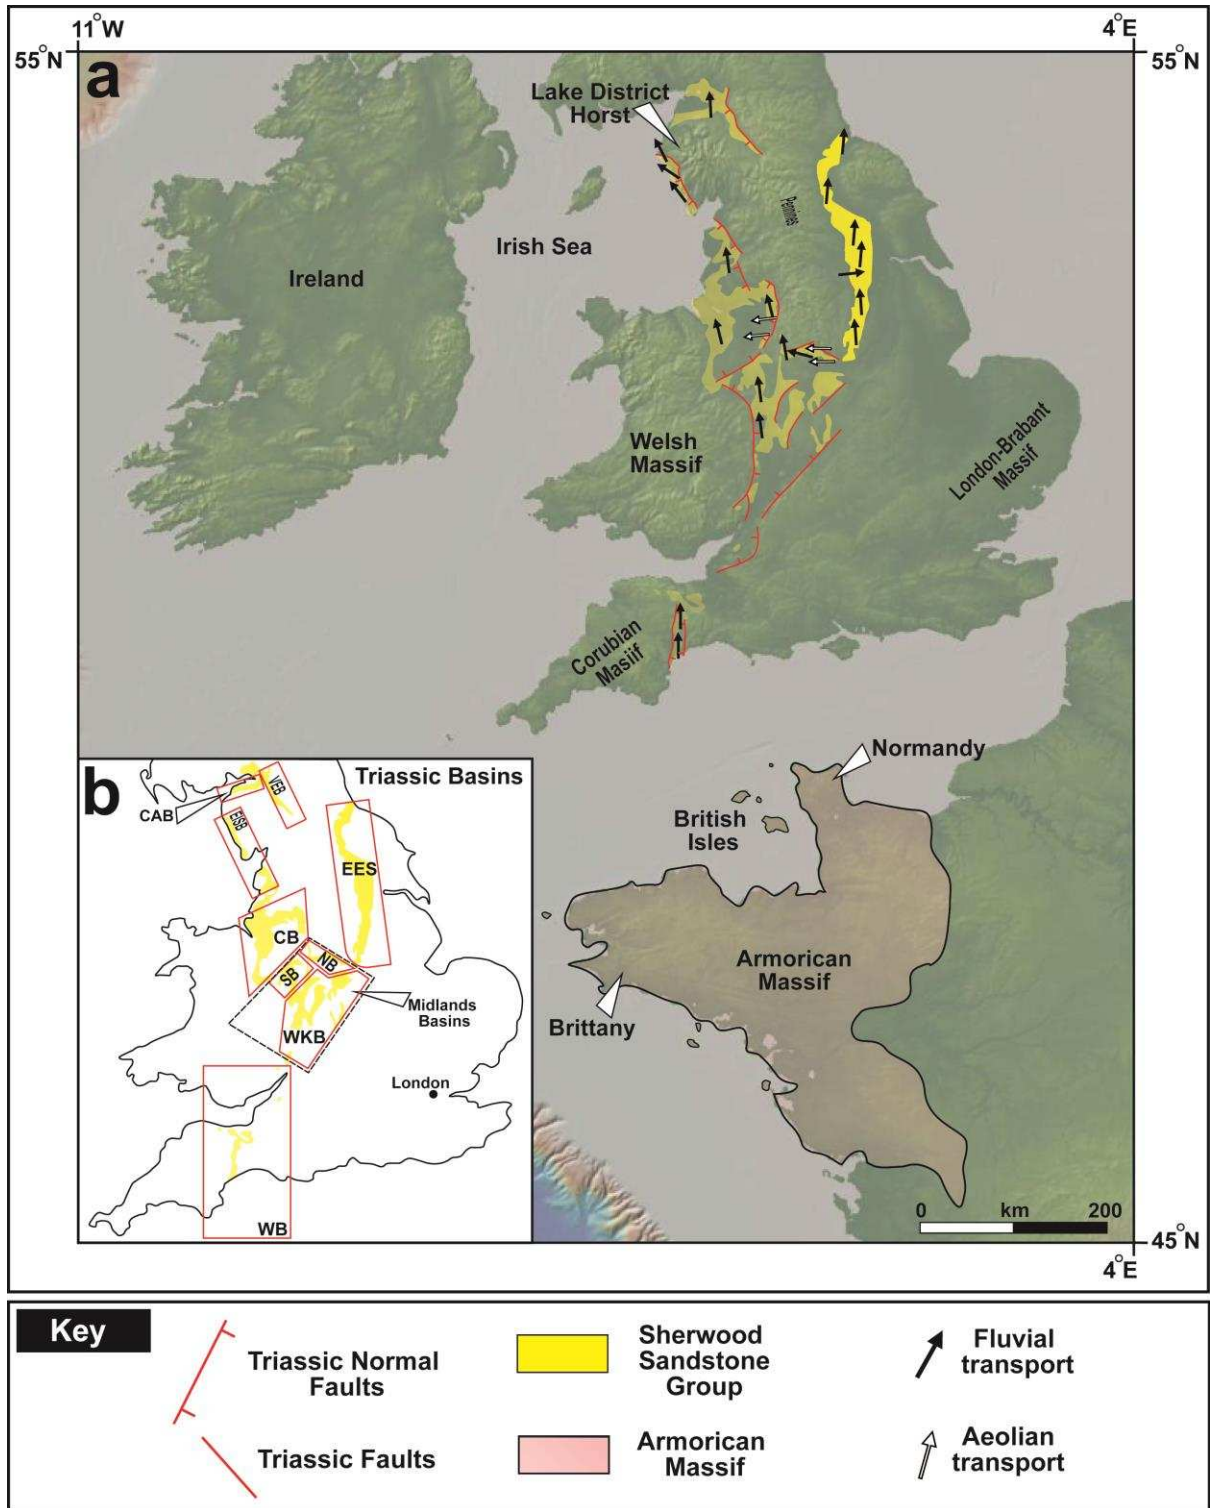 11°W
4°E
55°N
55°N
a
Lake District
Horst
Pennines
Irish Sea
Ireland
Welsh
Massif
London-Brabant
Massif
Corubian
Masiif
Normandy
British
Isles
Armorican
Massif
Brittany
0 km 200
45°N
4°E
b
Triassic Basins
VEB
CAB
EISB
EES
CB
NB
SB
Midlands
Basins
WKB
London
WB
Key
Triassic Normal
Faults
Sherwood
Sandstone
Group
Fluvial
transport
Triassic Faults
Armorican
Massif
Aeolian
transport